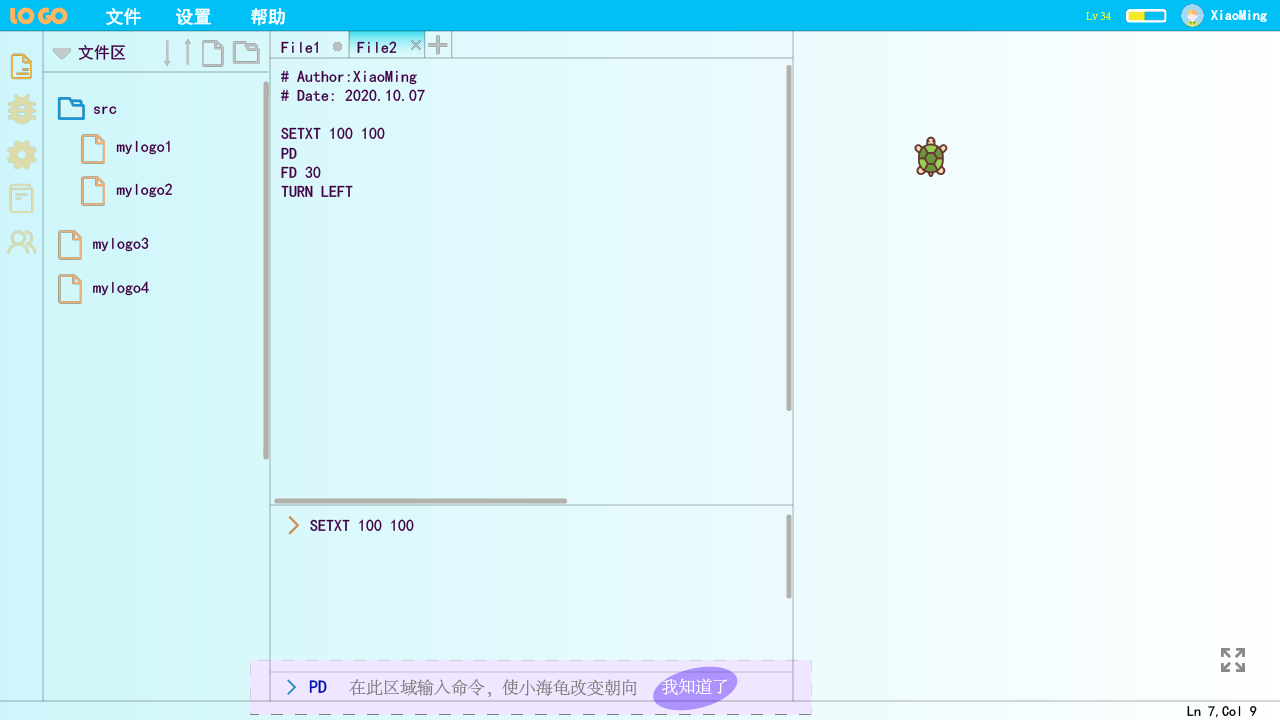 LOGO 文件 设置 帮助 Lv 34 XiaoMing
文件区
File1 File2
# Author:XiaoMing
# Date: 2020.10.07
SETXT 100 100
PD
FD 30
TURN LEFT
src
mylogo1
mylogo2
mylogo3
mylogo4
SETXT 100 100
PD 在此区域输入命令，使小海龟改变朝向 我知道了
Ln 7,Col 9